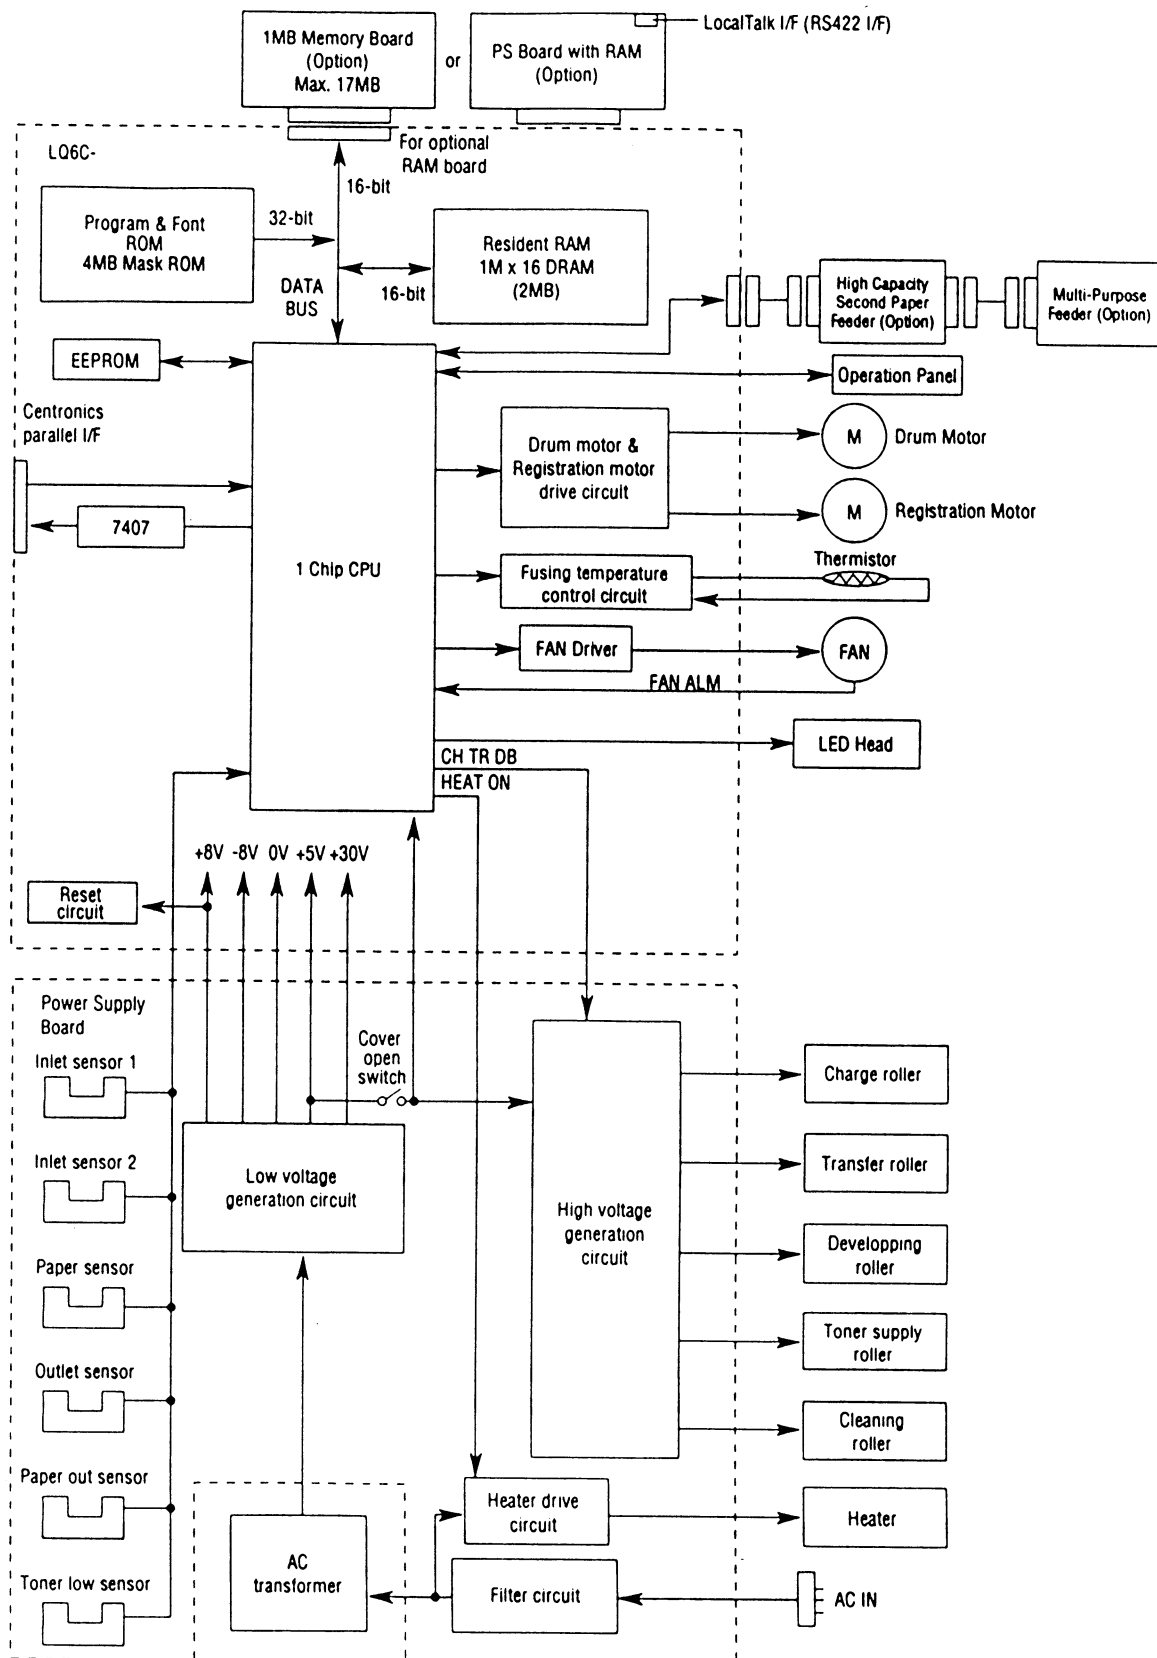 LocalTalk I/F (RS422 I/F)
1MB Memory Board
(Option)
Max. 17MB
or
PS Board with RAM
(Option)
For optional
RAM board
LQ6C-
16-bit
Program & Font
ROM
4MB Mask ROM
32-bit
Resident RAM
1M x 16 DRAM
(2MB)
DATA
BUS
16-bit
High Capacity
Second Paper
Feeder (Option)
Multi-Purpose
Feeder (Option)
EEPROM
Operation Panel
Centronics
parallel I/F
Drum motor &
Registration motor
drive circuit
M
Drum Motor
M
Registration Motor
7407
1 Chip CPU
Thermistor
Fusing temperature
control circuit
FAN Driver
FAN
FAN ALM
LED Head
CH TR DB
HEAT ON
+8V -8V 0V +5V +30V
Reset
circuit
Power Supply
Board
Cover
open
switch
Inlet sensor 1
Charge roller
Inlet sensor 2
Low voltage
generation circuit
High voltage
generation
circuit
Transfer roller
Developping
roller
Paper sensor
Toner supply
roller
Outlet sensor
Cleaning
roller
Paper out sensor
Heater drive
circuit
Heater
Toner low sensor
AC
transformer
Filter circuit
AC IN